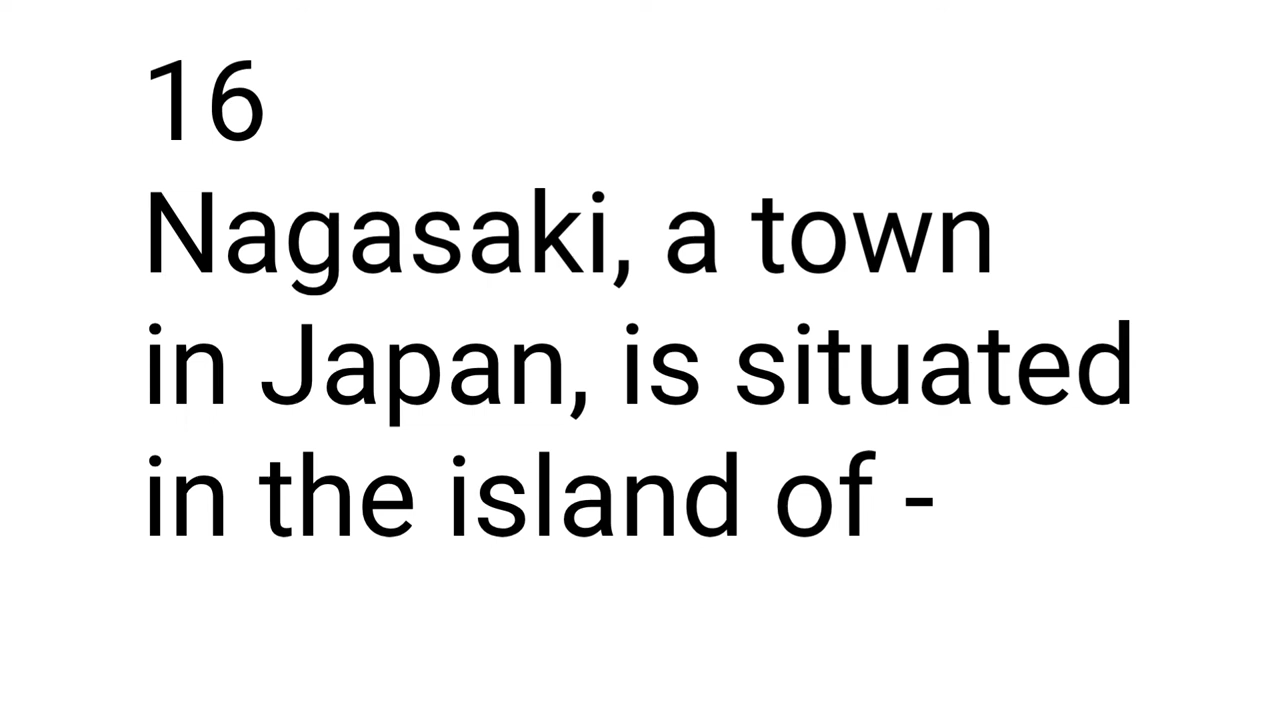 16
Nagasaki, a town
in Japan, is situated
in the island of -